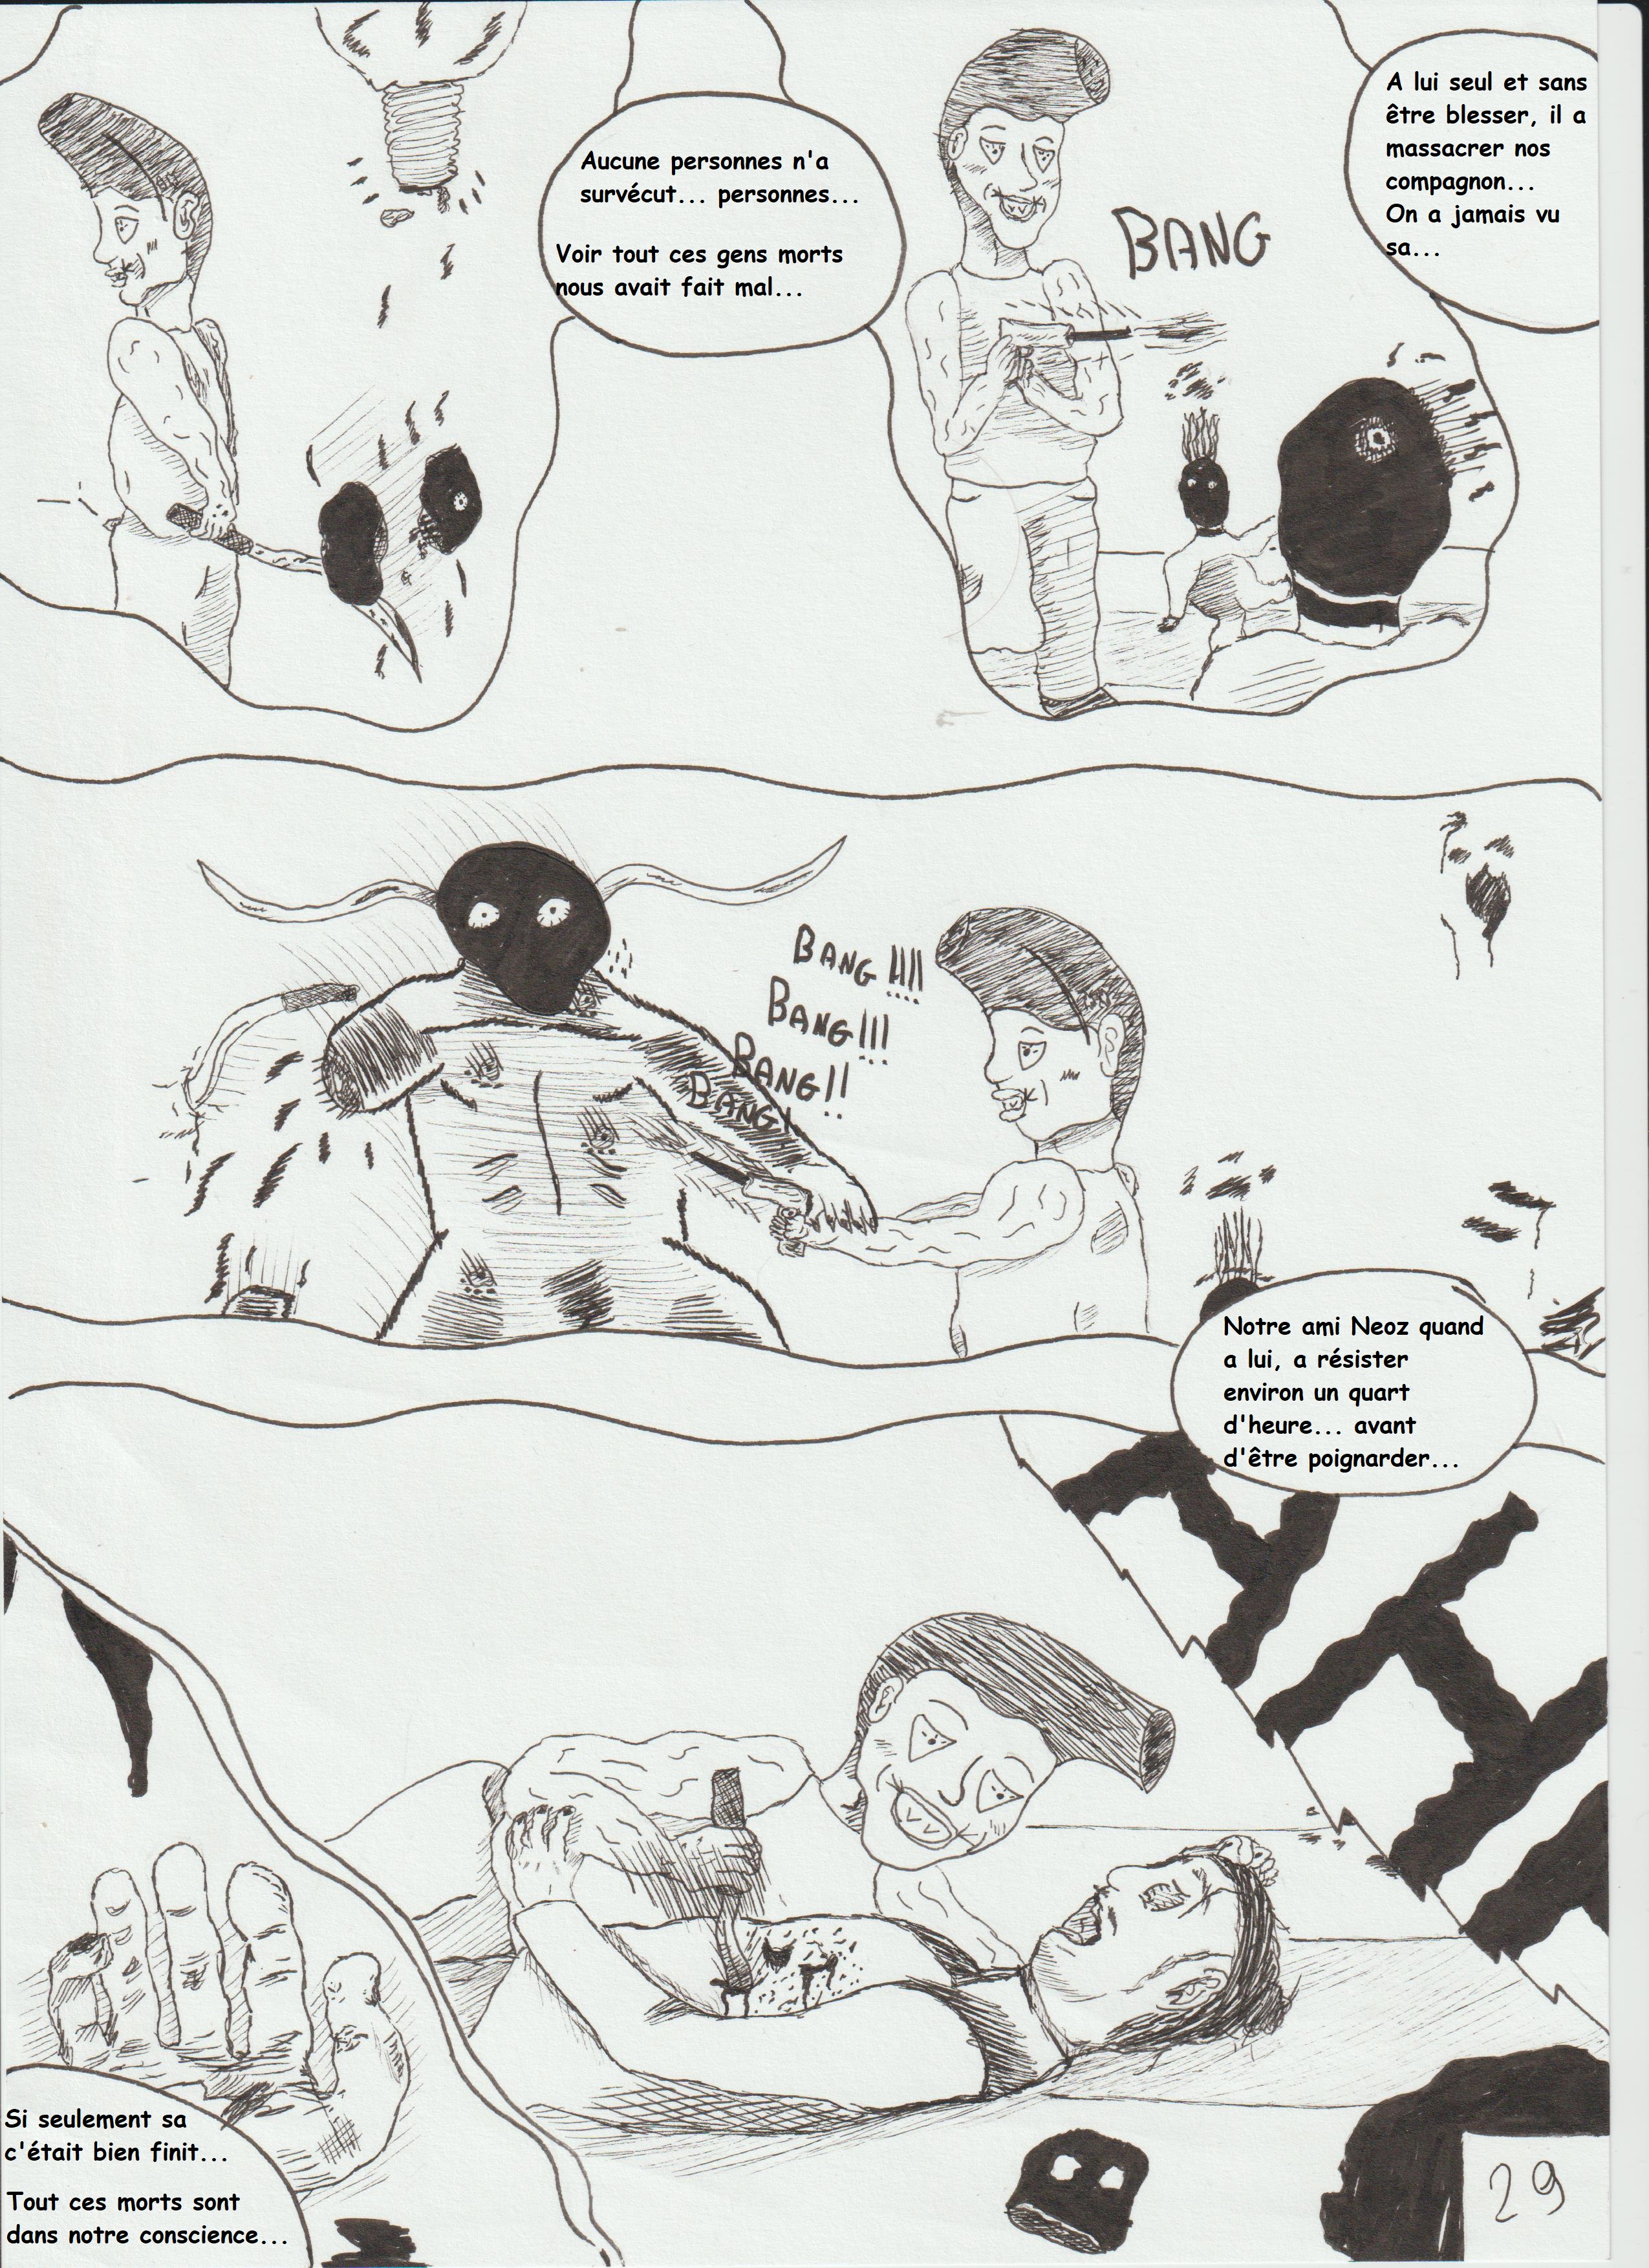 Aucune personnes n'a
survécut... personnes...
Voir tout ces gens morts
nous avait fait mal...
A lui seul et sans
être blesser, il a
massacrer nos
compagnon...
On a jamais vu
sa...
BANG
BANG !!!!
BANG!!!
BANG!!
BANG!
Notre ami Neoz quand
a lui, a résister
environ un quart
d'heure... avant
d'être poignarder...
Si seulement sa
c'était bien finit...
Tout ces morts sont
dans notre conscience...
29